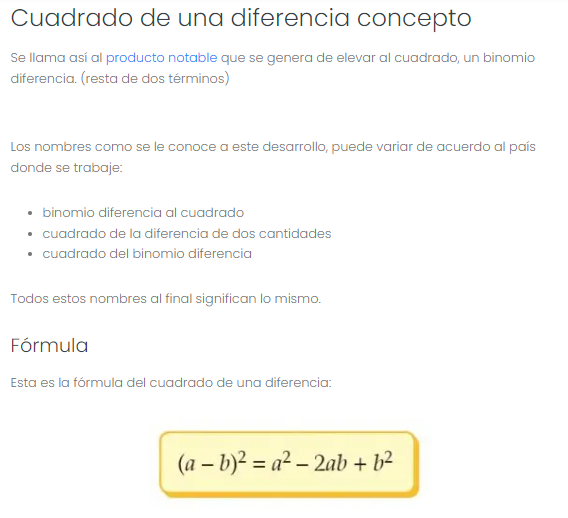 Cuadrado de una diferencia concepto
Se llama así al producto notable que se genera de elevar al cuadrado, un binomio
diferencia. (resta de dos términos)
Los nombres como se le conoce a este desarrollo, puede variar de acuerdo al país
donde se trabaje:
• binomio diferencia al cuadrado
• cuadrado de la diferencia de dos cantidades
• cuadrado del binomio diferencia
Todos estos nombres al final significan lo mismo.
Fórmula
Esta es la fórmula del cuadrado de una diferencia:
(a – b)² = a² – 2ab + b²